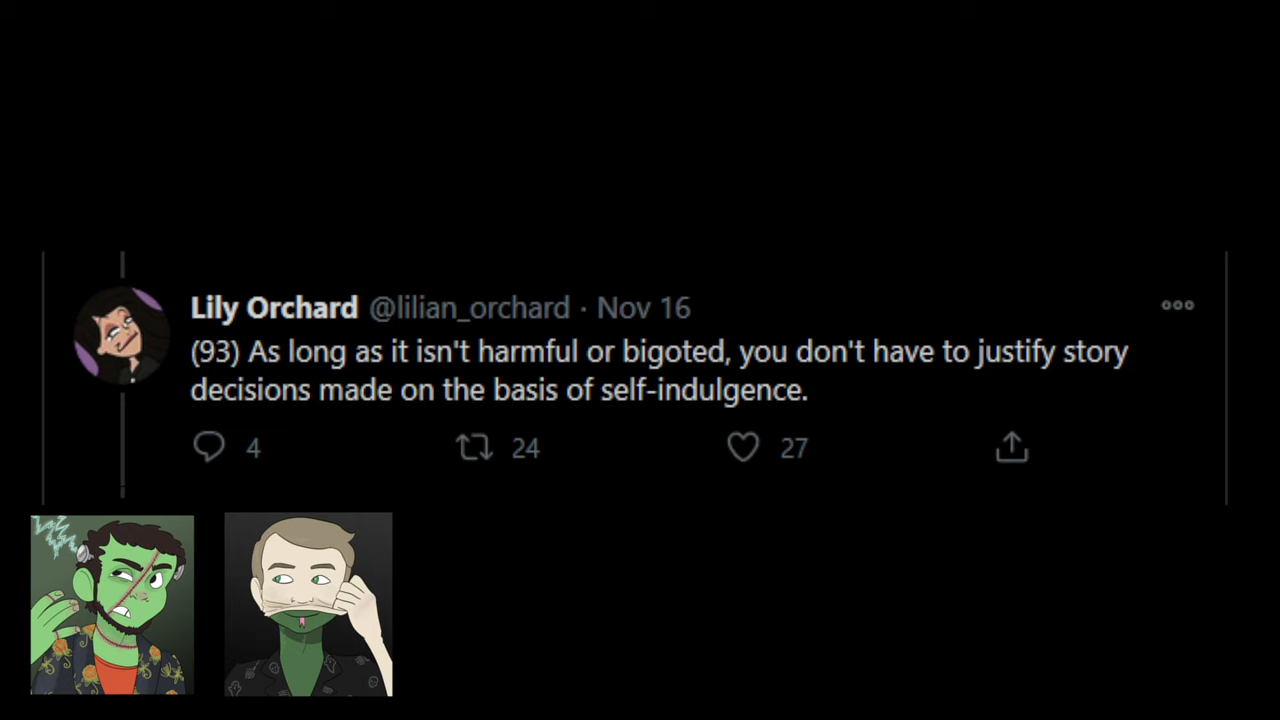 Lily Orchard @lilian_orchard · Nov 16
(93) As long as it isn't harmful or bigoted, you don't have to justify story
decisions made on the basis of self-indulgence.
4 24 27